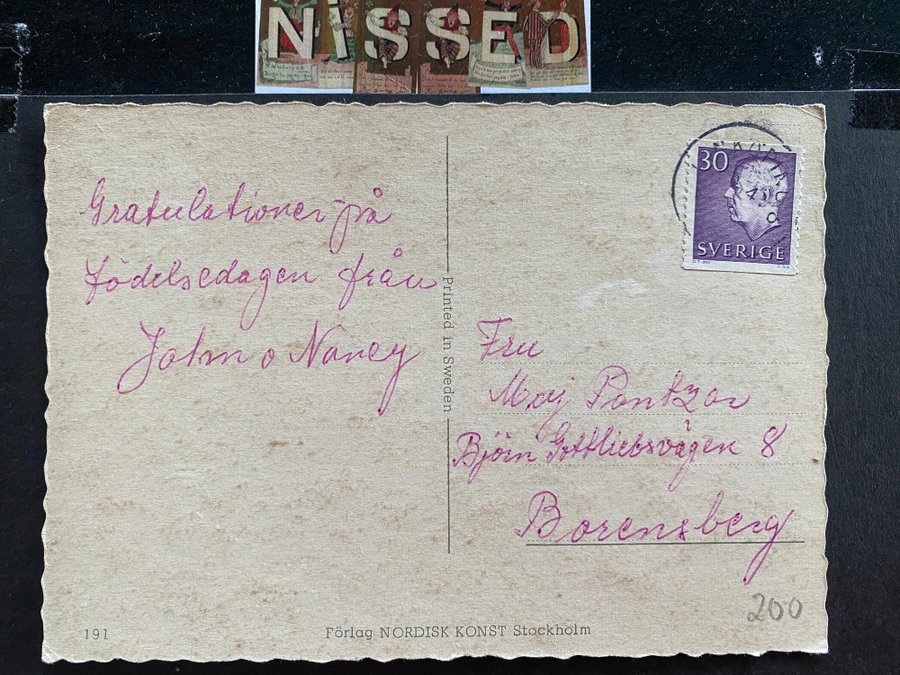 NiSSED
Gratulationer på
födelsedagen från
John o Nancy
Printed in Sweden
30
SVERIGE
Fru
Maj Pantzar
Björn Gottliebsvägen 8
Borensberg
200
191
Förlag NORDISK KONST Stockholm